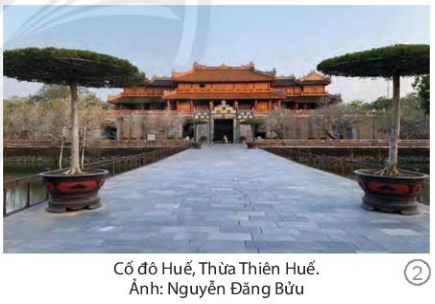 Cố đô Huế, Thừa Thiên Huế.
Ảnh: Nguyễn Đăng Bửu
2